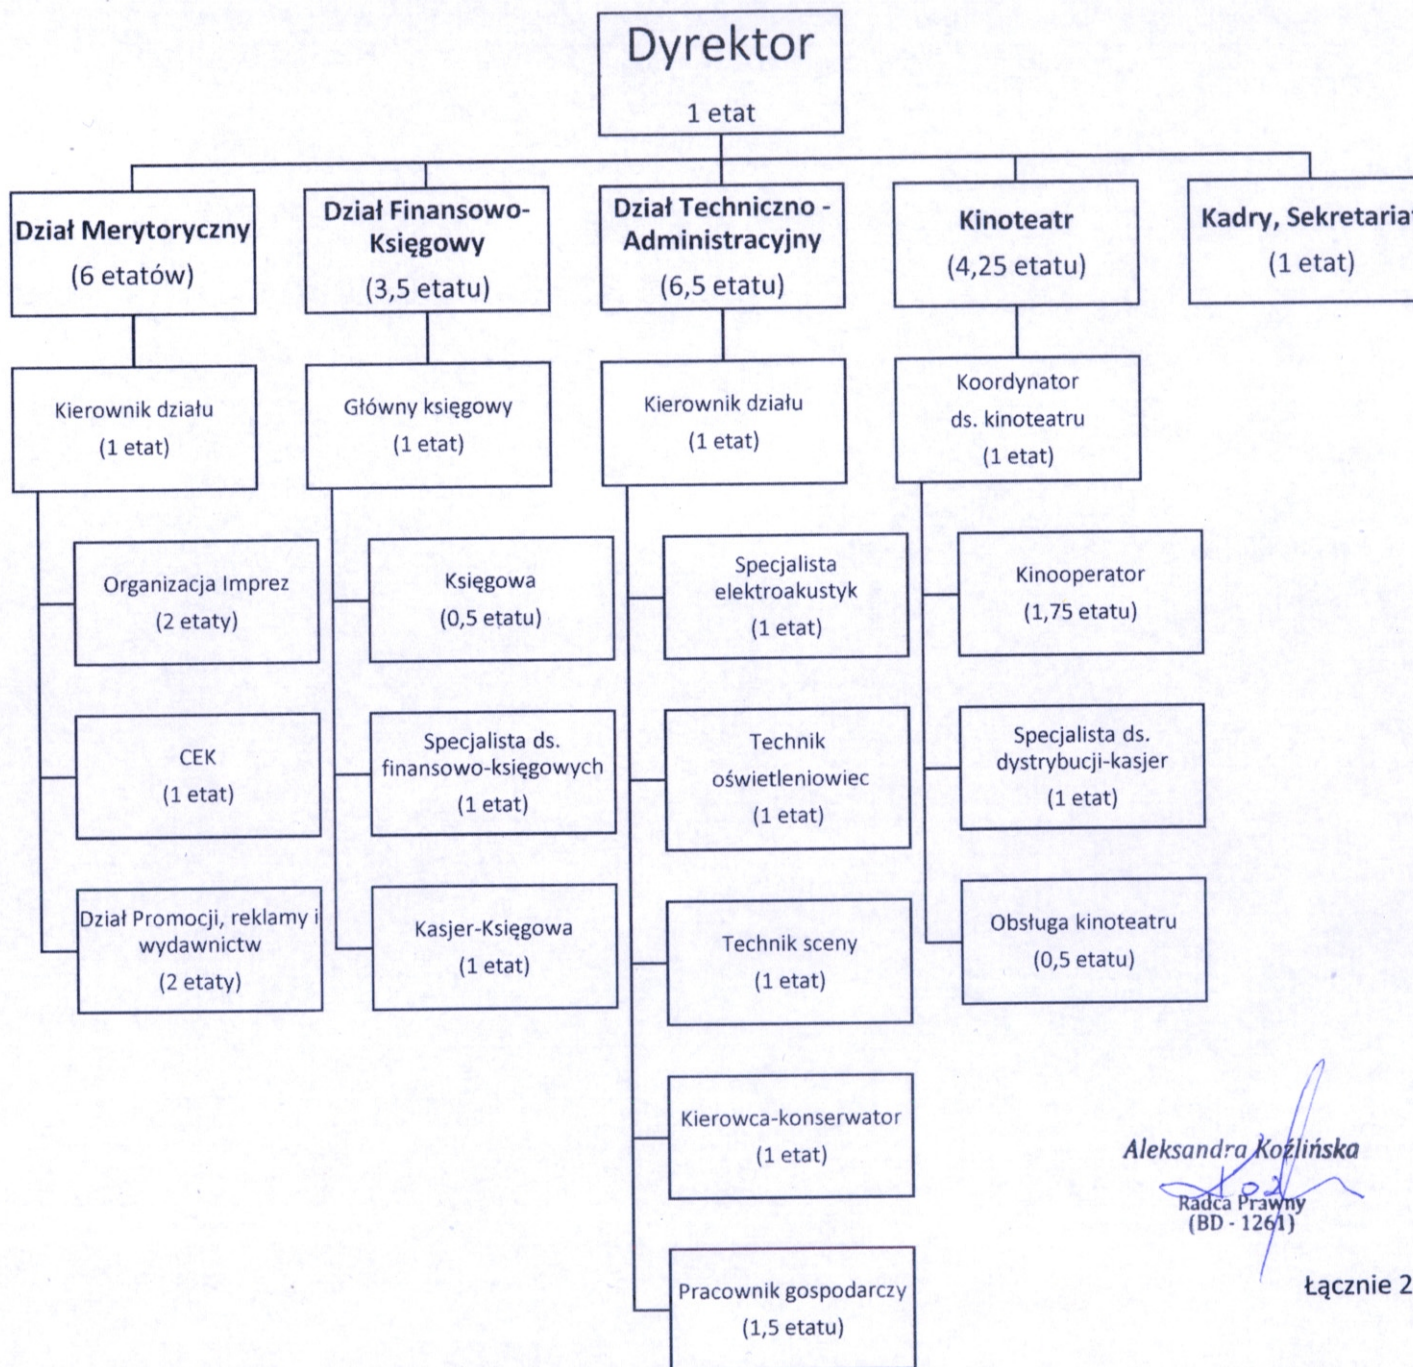 Dyrektor
1 etat
Dział Merytoryczny
(6 etatów)
Dział Finansowo-
Księgowy
(3,5 etatu)
Dział Techniczno -
Administracyjny
(6,5 etatu)
Kinoteatr
(4,25 etatu)
Kadry, Sekretariat
(1 etat)
Kierownik działu
(1 etat)
Organizacja Imprez
(2 etaty)
CEK
(1 etat)
Dział Promocji, reklamy i
wydawnictw
(2 etaty)
Główny księgowy
(1 etat)
Księgowa
(0,5 etatu)
Specjalista ds.
finansowo-księgowych
(1 etat)
Kasjer-Księgowa
(1 etat)
Kierownik działu
(1 etat)
Specjalista
elektroakustyk
(1 etat)
Technik
oświetleniowiec
(1 etat)
Technik sceny
(1 etat)
Kierowca-konserwator
(1 etat)
Pracownik gospodarczy
(1,5 etatu)
Koordynator
ds. kinoteatru
(1 etat)
Kinooperator
(1,75 etatu)
Specjalista ds.
dystrybucji-kasjer
(1 etat)
Obsługa kinoteatru
(0,5 etatu)
Aleksandra Koźlińska
Radca Prawny
(BD - 1261)
Łącznie 2